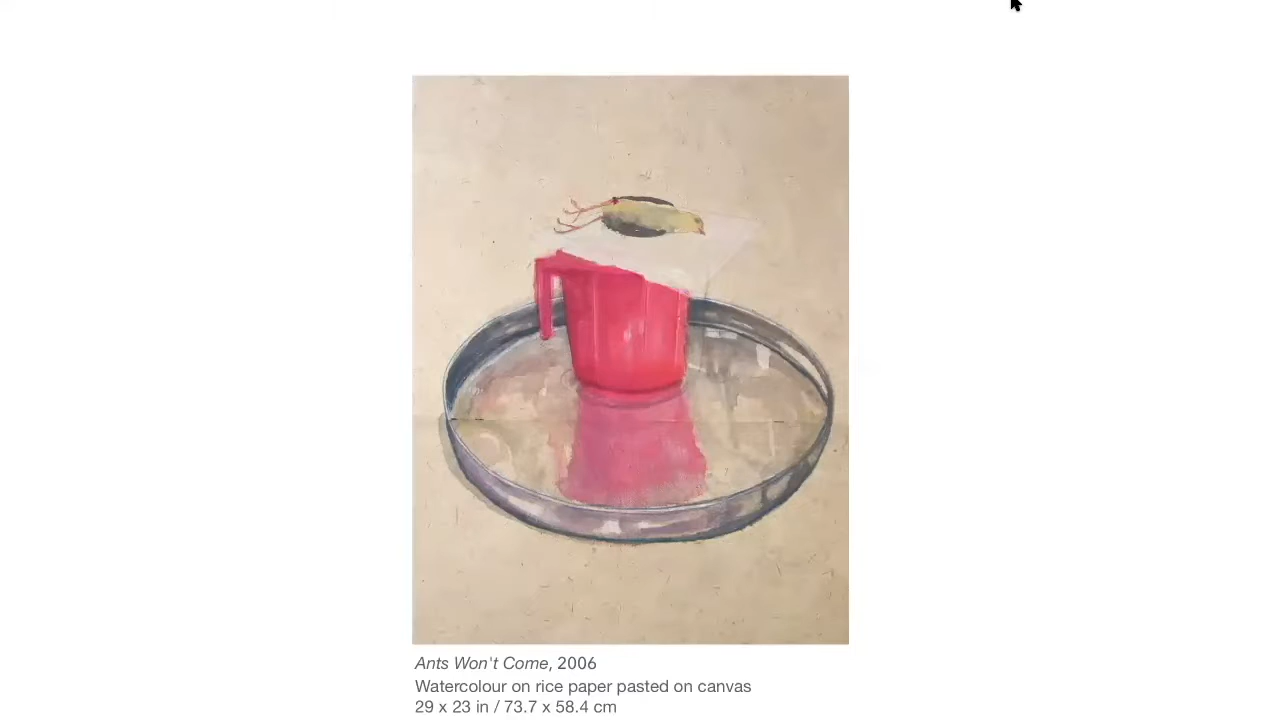 Ants Won't Come, 2006
Watercolour on rice paper pasted on canvas
29 x 23 in / 73.7 x 58.4 cm